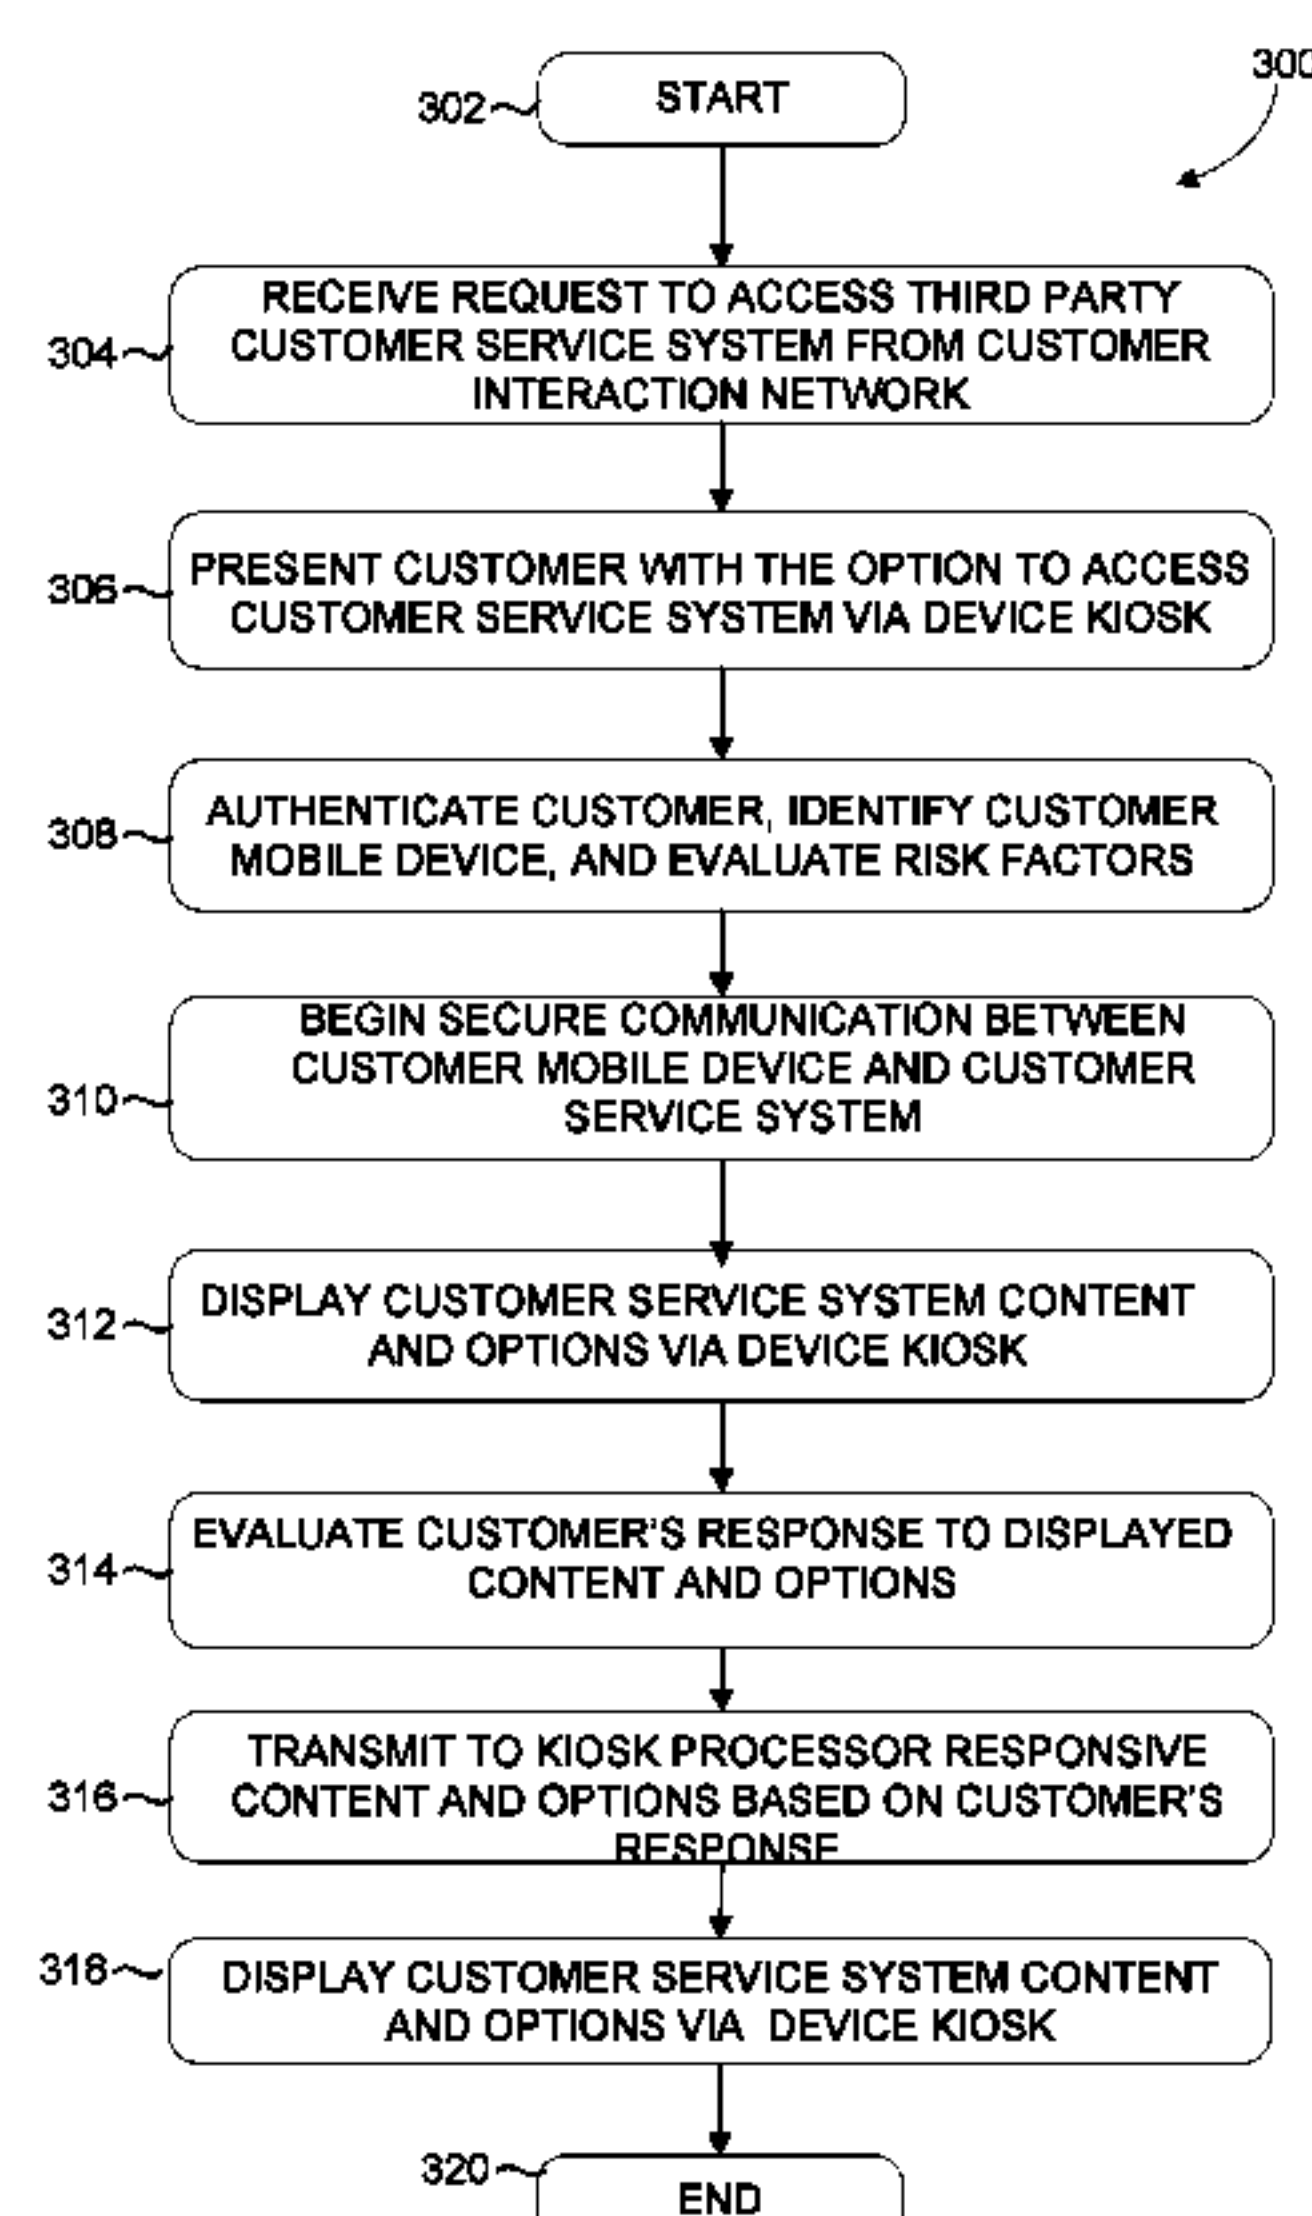 300
302
START
304
RECEIVE REQUEST TO ACCESS THIRD PARTY
CUSTOMER SERVICE SYSTEM FROM CUSTOMER
INTERACTION NETWORK
306
PRESENT CUSTOMER WITH THE OPTION TO ACCESS
CUSTOMER SERVICE SYSTEM VIA DEVICE KIOSK
308
AUTHENTICATE CUSTOMER, IDENTIFY CUSTOMER
MOBILE DEVICE, AND EVALUATE RISK FACTORS
310
BEGIN SECURE COMMUNICATION BETWEEN
CUSTOMER MOBILE DEVICE AND CUSTOMER
SERVICE SYSTEM
312
DISPLAY CUSTOMER SERVICE SYSTEM CONTENT
AND OPTIONS VIA DEVICE KIOSK
314
EVALUATE CUSTOMER'S RESPONSE TO DISPLAYED
CONTENT AND OPTIONS
316
TRANSMIT TO KIOSK PROCESSOR RESPONSIVE
CONTENT AND OPTIONS BASED ON CUSTOMER'S
RESPONSE
318
DISPLAY CUSTOMER SERVICE SYSTEM CONTENT
AND OPTIONS VIA DEVICE KIOSK
320
END